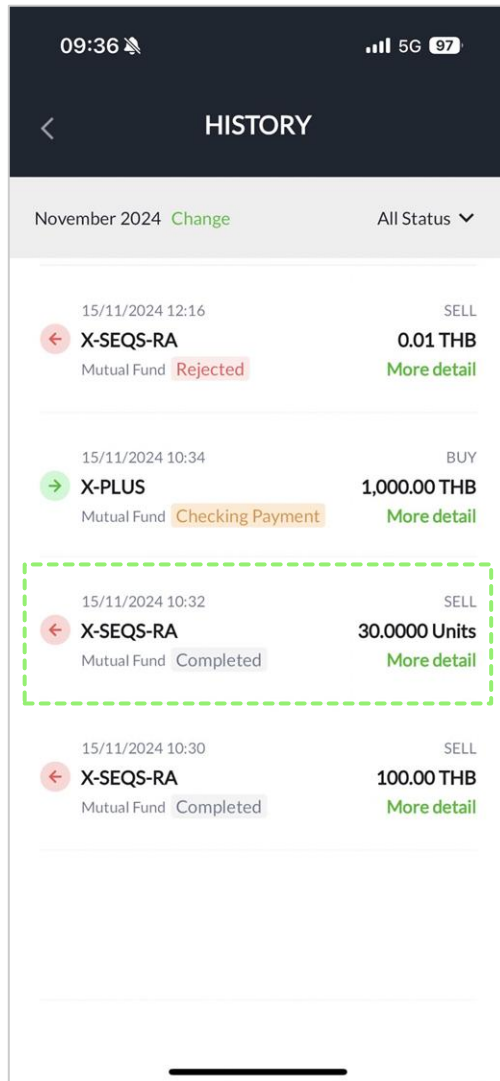 09:36 5G 97
HISTORY
November 2024 Change All Status
15/11/2024 12:16 SELL
X-SEQS-RA 0.01 THB
Mutual Fund Rejected More detail
15/11/2024 10:34 BUY
X-PLUS 1,000.00 THB
Mutual Fund Checking Payment More detail
15/11/2024 10:32 SELL
X-SEQS-RA 30.0000 Units
Mutual Fund Completed More detail
15/11/2024 10:30 SELL
X-SEQS-RA 100.00 THB
Mutual Fund Completed More detail